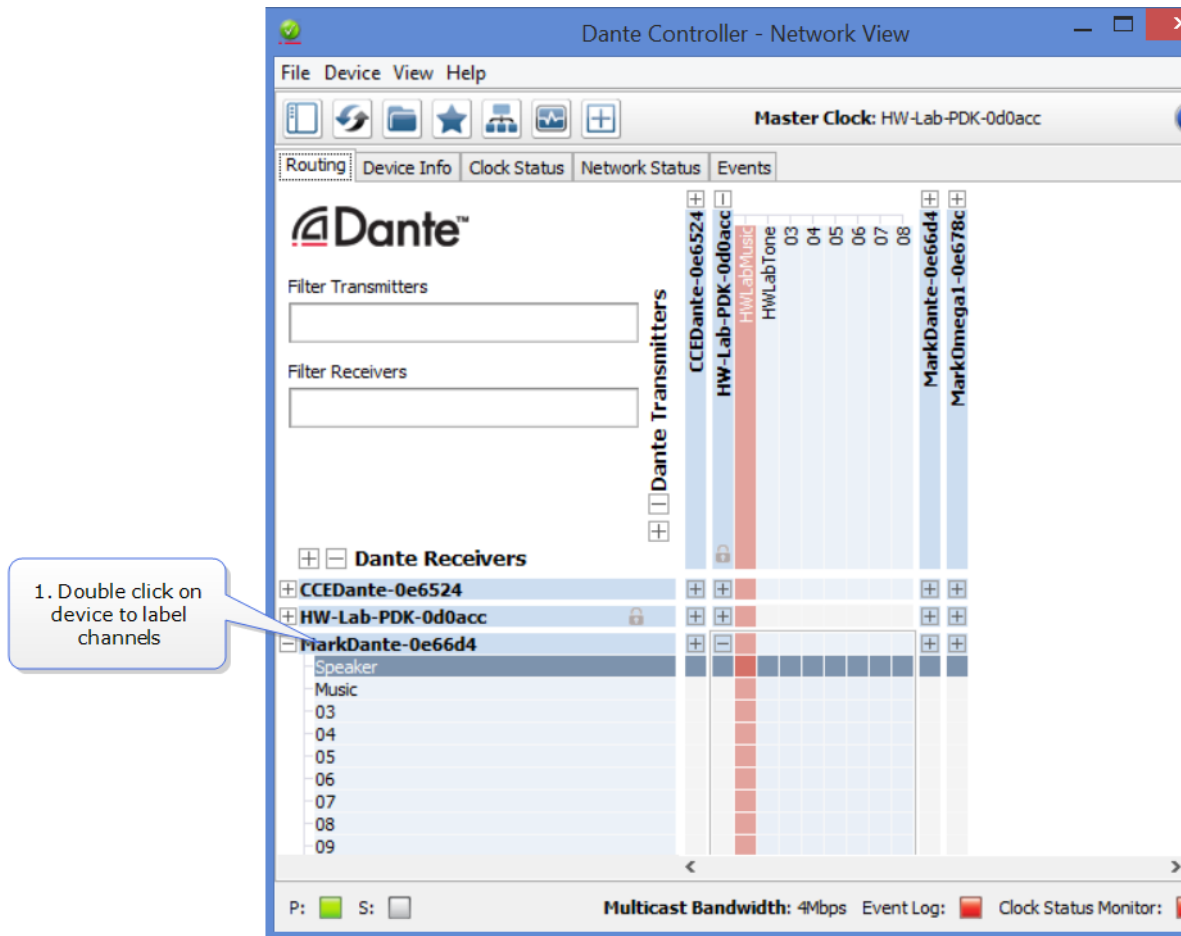 Dante Controller - Network View
File Device View Help
Master Clock: HW-Lab-PDK-0d0acc
Routing Device Info Clock Status Network Status Events
Dante™
Filter Transmitters
Filter Receivers
Dante Transmitters
CCEDante-0e6524
HW-Lab-PDK-0d0acc
HWLabMusic
HWLabTone
03
04
05
06
07
08
MarkDante-0e66d4
MarkOmega1-0e678c
Dante Receivers
1. Double click on
device to label
channels
CCEDante-0e6524
HW-Lab-PDK-0d0acc
MarkDante-0e66d4
Speaker
Music
03
04
05
06
07
08
09
P: S: Multicast Bandwidth: 4Mbps Event Log: Clock Status Monitor: